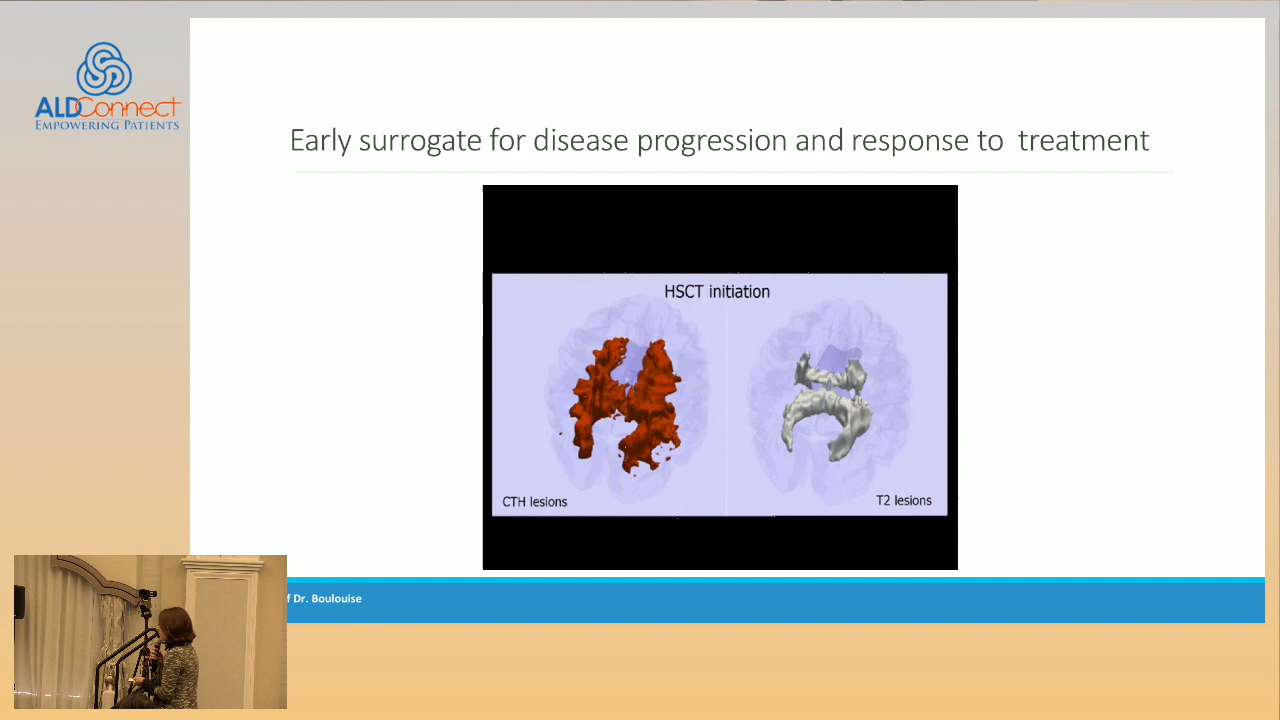 ALDConnect
EMPOWERING PATIENTS
Early surrogate for disease progression and response to treatment
HSCT initiation
CTH lesions
T2 lesions
Dr. Boulouise